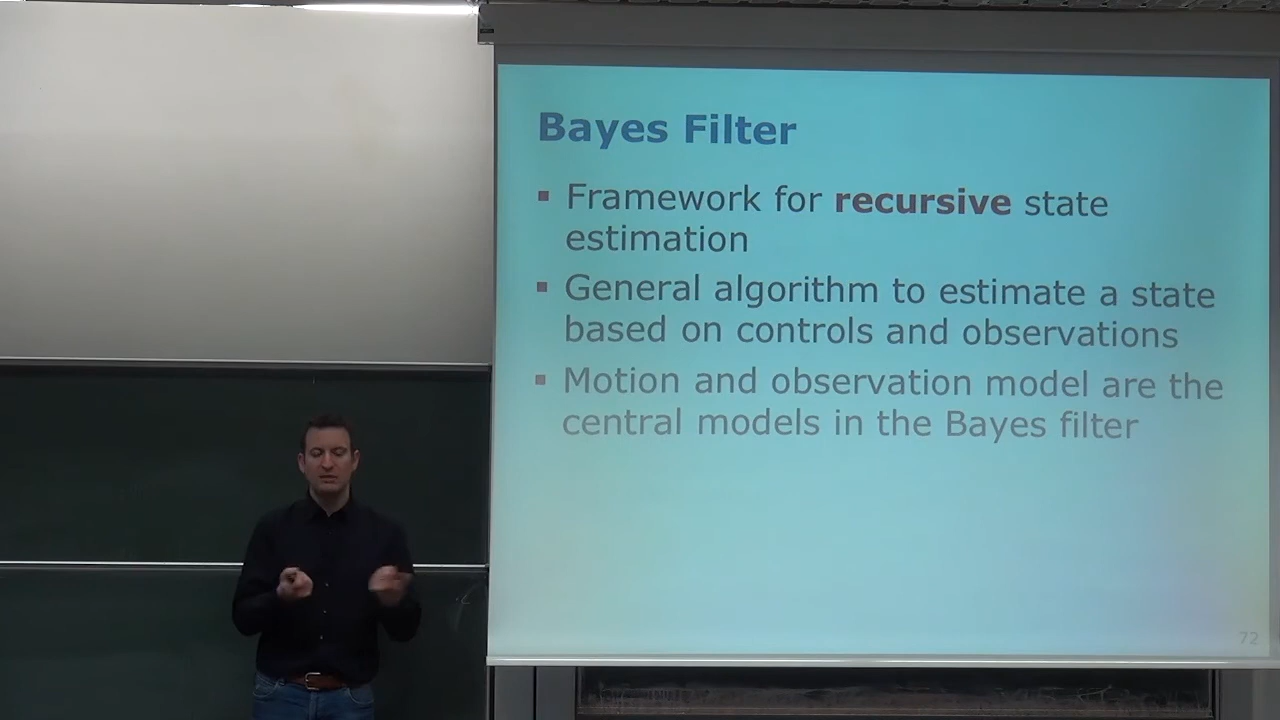 Bayes Filter
▪ Framework for recursive state
estimation
▪ General algorithm to estimate a state
based on controls and observations
▪ Motion and observation model are the
central models in the Bayes filter
72